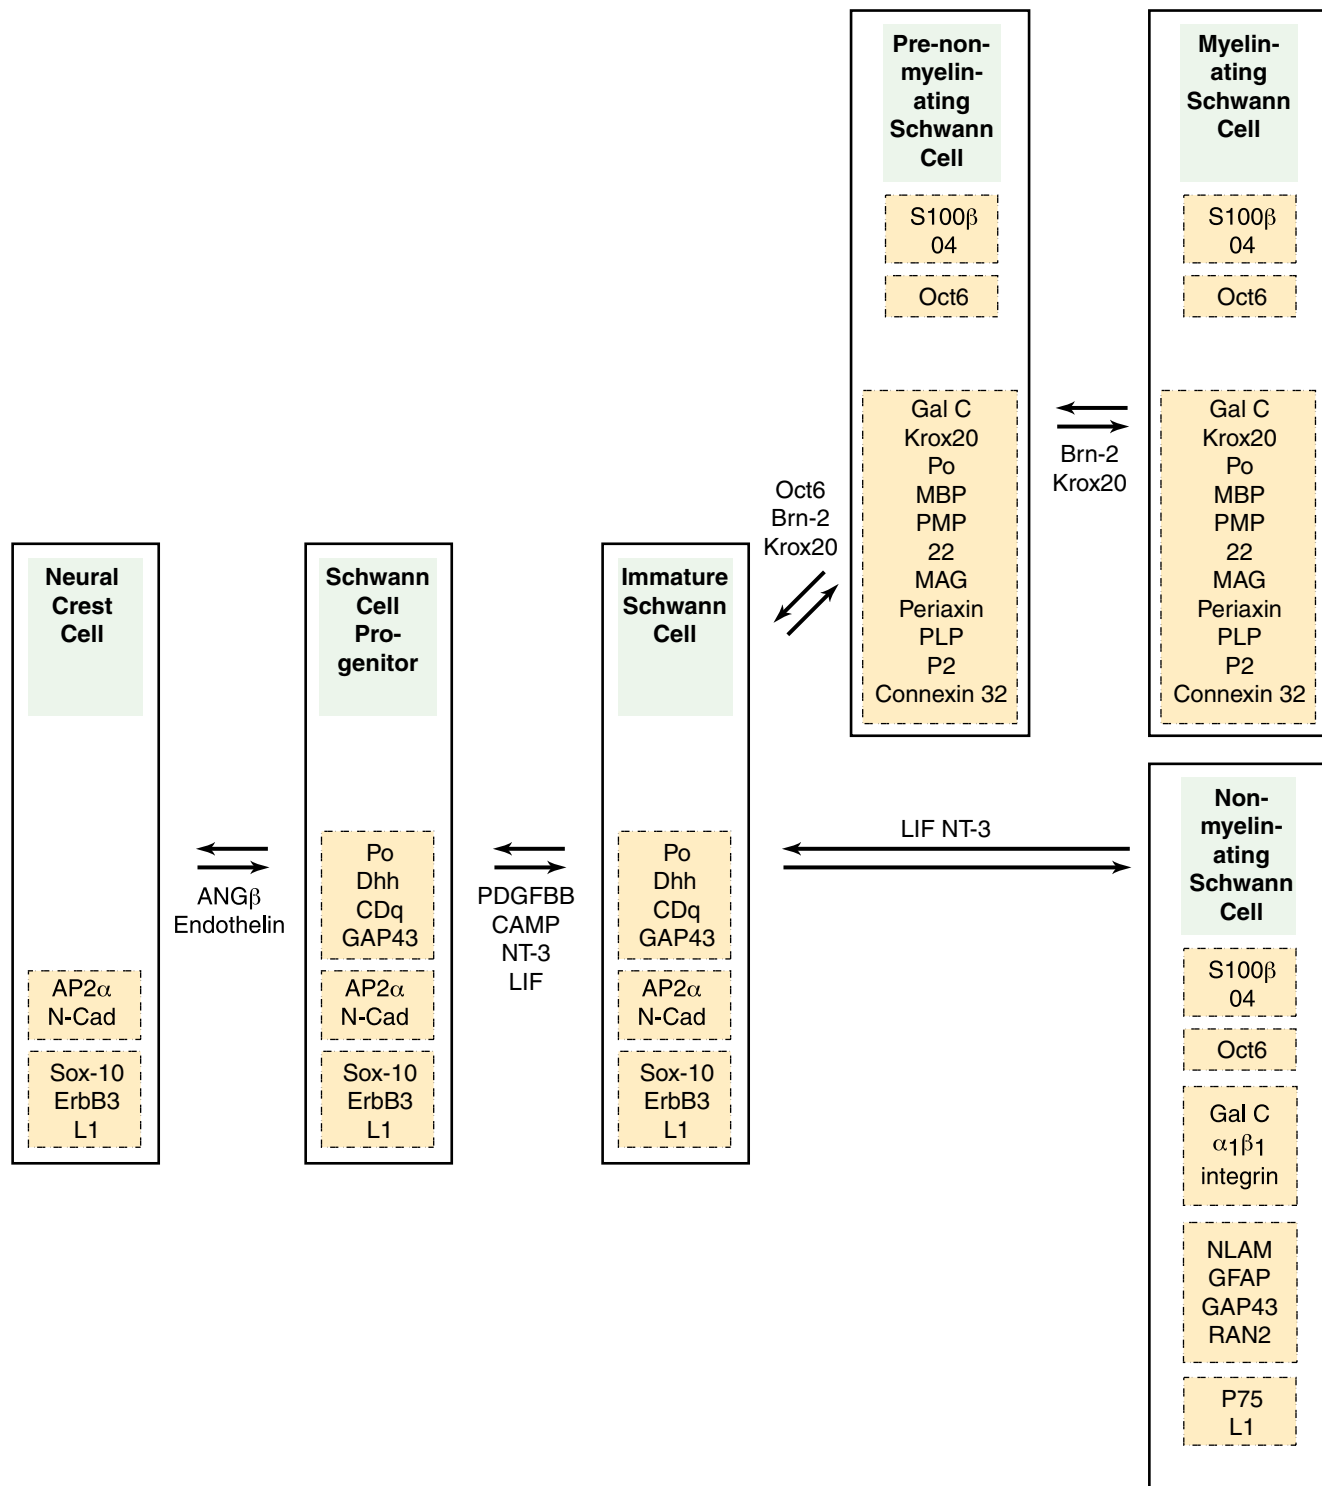 Pre-non-
myelin-
ating
Schwann
Cell
S100β
04
Oct6
Gal C
Krox20
Po
MBP
PMP
22
MAG
Periaxin
PLP
P2
Connexin 32
Brn-2
Krox20
Myelin-
ating
Schwann
Cell
S100β
04
Oct6
Gal C
Krox20
Po
MBP
PMP
22
MAG
Periaxin
PLP
P2
Connexin 32
Oct6
Brn-2
Krox20
Neural
Crest
Cell
AP2α
N-Cad
Sox-10
ErbB3
L1
ANGβ
Endothelin
Schwann
Cell
Pro-
genitor
Po
Dhh
CDq
GAP43
AP2α
N-Cad
Sox-10
ErbB3
L1
PDGFBB
CAMP
NT-3
LIF
Immature
Schwann
Cell
Po
Dhh
CDq
GAP43
AP2α
N-Cad
Sox-10
ErbB3
L1
LIF NT-3
Non-
myelin-
ating
Schwann
Cell
S100β
04
Oct6
Gal C
α1β1
integrin
NLAM
GFAP
GAP43
RAN2
P75
L1